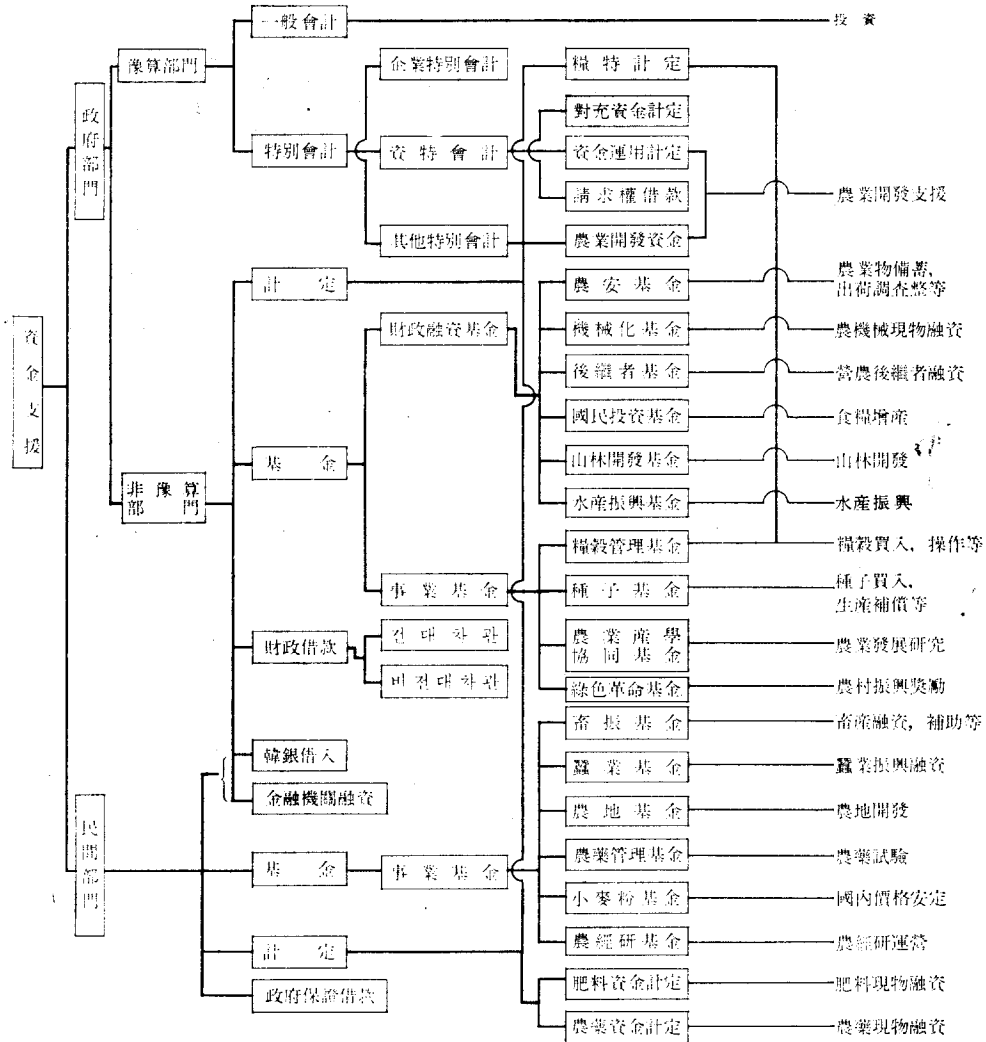 資金支援
政府部門
民間部門
豫算部門
非豫算
部門
一般會計
特別會計
計定
基金
財政借款
韓銀借入
金融機關融資
基金
計定
政府保證借款
企業特別會計
資特會計
其他特別會計
財政融資基金
事業基金
전대차관
비전대차관
事業基金
糧特計定
對充資金計定
資金運用計定
請求權借款
農業開發資金
農安基金
機械化基金
後繼者基金
國民投資基金
山林開發基金
水産振興基金
糧穀管理基金
種子基金
農業産學
協同基金
綠色革命基金
畜振基金
蠶業基金
農地基金
農藥管理基金
小麥粉基金
農經硏基金
肥料資金計定
農藥資金計定
投資
農業開發支援
農業物備蓄,
出荷調査整等
農機械現物融資
營農後繼者融資
食糧增産
山林開發
水産振興
糧穀買入, 操作等
種子買入,
生産補償等
農業發展硏究
農村振興奬勵
畜産融資, 補助等
蠶業振興融資
農地開發
農藥試驗
國內價格安定
農經硏運營
肥料現物融資
農藥現物融資